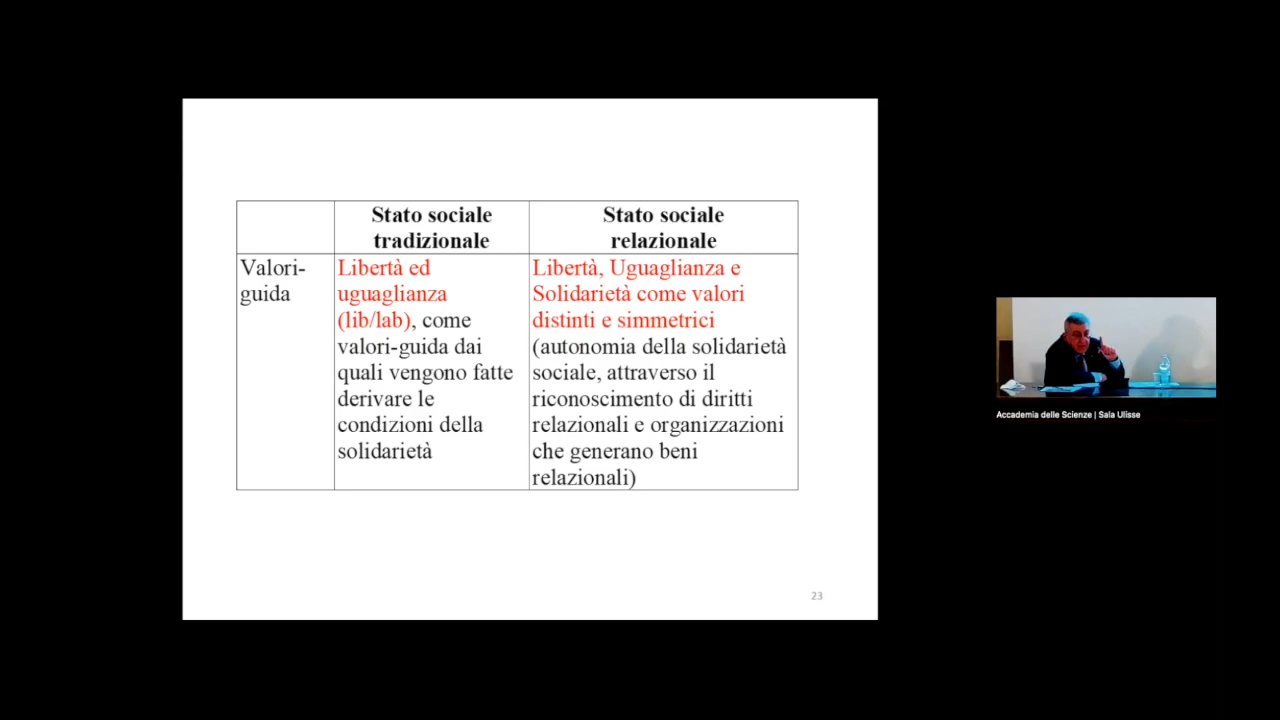 Stato sociale
tradizionale
Stato sociale
relazionale
Valori-
guida
Libertà ed
uguaglianza
(lib/lab), come
valori-guida dai
quali vengono fatte
derivare le
condizioni della
solidarietà
Libertà, Uguaglianza e
Solidarietà come valori
distinti e simmetrici
(autonomia della solidarietà
sociale, attraverso il
riconoscimento di diritti
relazionali e organizzazioni
che generano beni
relazionali)
23
Accademia delle Scienze | Sala Ulisse